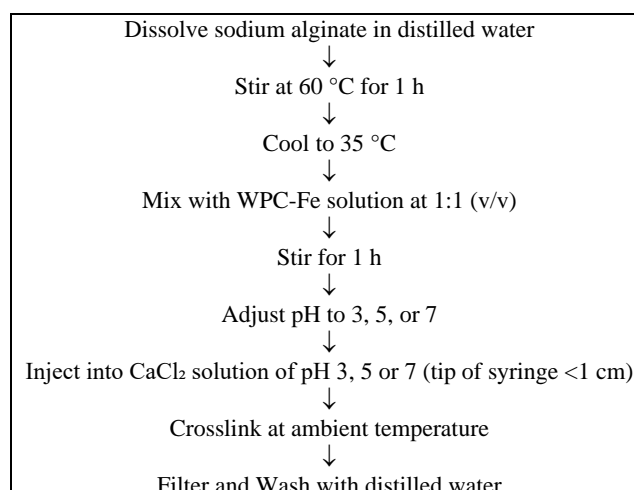 Dissolve sodium alginate in distilled water
↓
Stir at 60 °C for 1 h
↓
Cool to 35 °C
↓
Mix with WPC-Fe solution at 1:1 (v/v)
↓
Stir for 1 h
↓
Adjust pH to 3, 5, or 7
↓
Inject into CaCl₂ solution of pH 3, 5 or 7 (tip of syringe <1 cm)
↓
Crosslink at ambient temperature
↓
Filter and Wash with distilled water